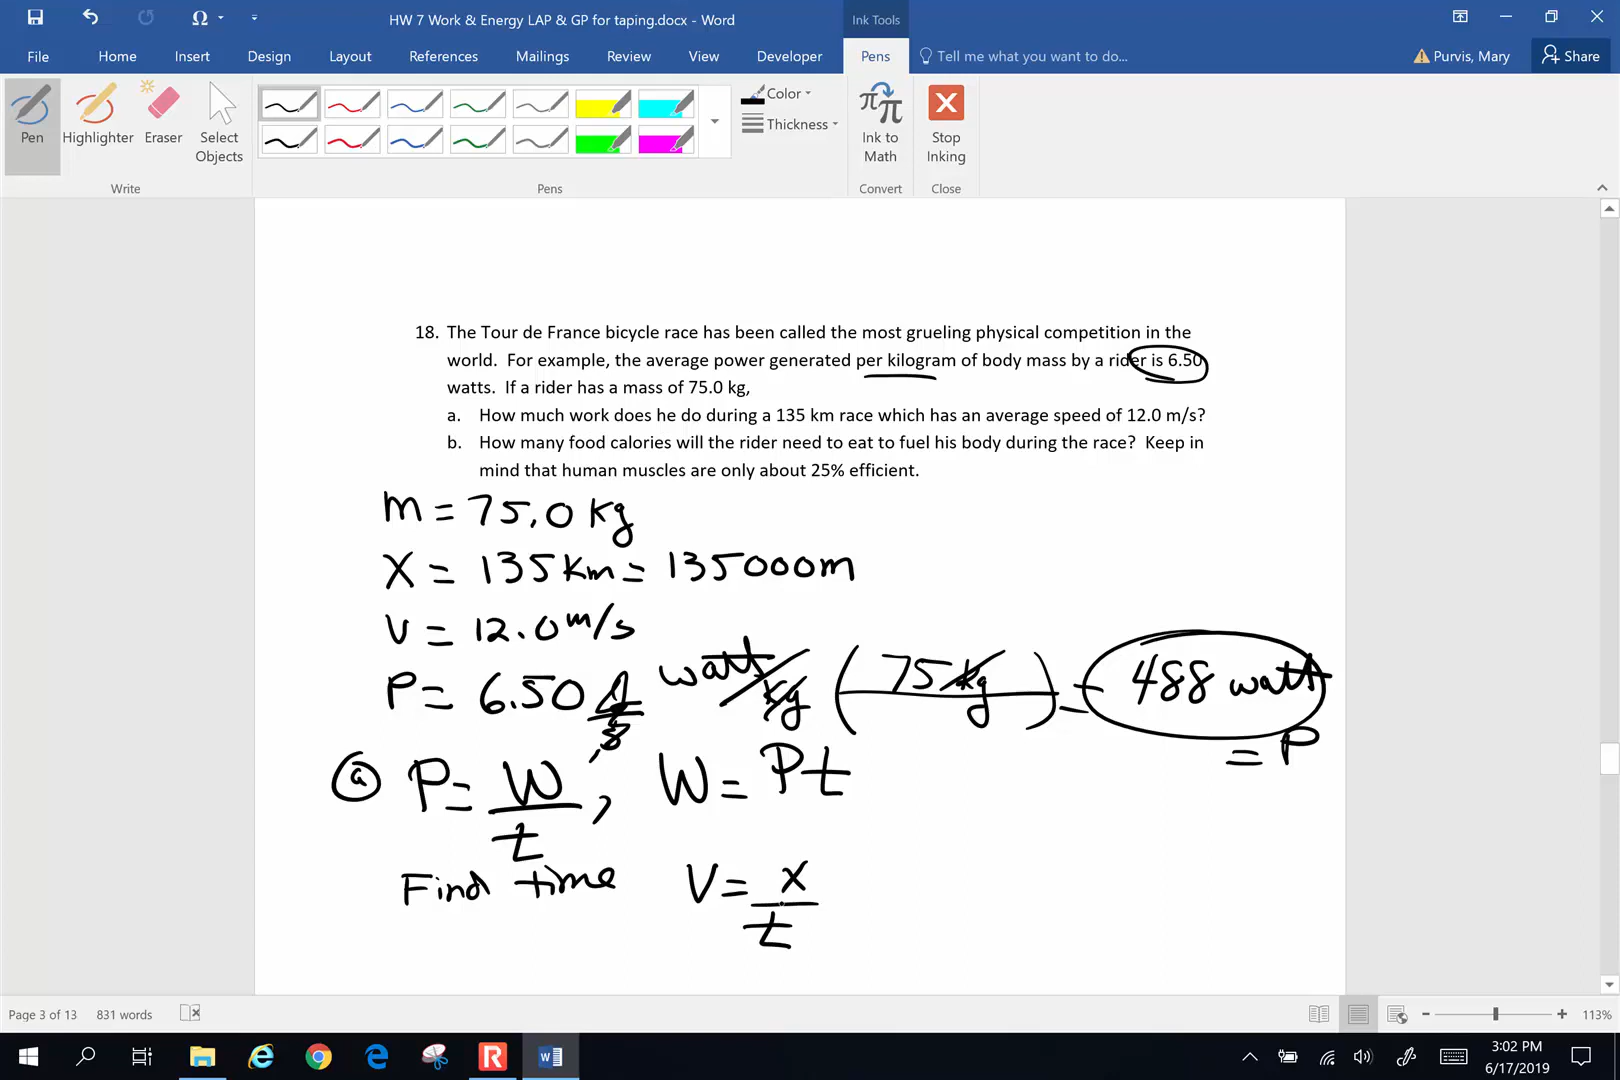 HW 7 Work & Energy LAP & GP for taping.docx - Word
Ink Tools
File Home Insert Design Layout References Mailings Review View Developer Pens Tell me what you want to do... Purvis, Mary Share
Pen Highlighter Eraser Select Objects
Color
Thickness
Ink to Math
Stop Inking
Write Pens Convert Close
18. The Tour de France bicycle race has been called the most grueling physical competition in the
world. For example, the average power generated per kilogram of body mass by a rider is 6.50
watts. If a rider has a mass of 75.0 kg,
a. How much work does he do during a 135 km race which has an average speed of 12.0 m/s?
b. How many food calories will the rider need to eat to fuel his body during the race? Keep in
mind that human muscles are only about 25% efficient.
m = 75.0 kg
x = 135 km = 135000m
v = 12.0 m/s
P = 6.50 watt/kg (75 kg) = 488 watt
= P
(a) P = W/t , W = Pt
Find time v = x/t
Page 3 of 13 831 words 113%
3:02 PM
6/17/2019